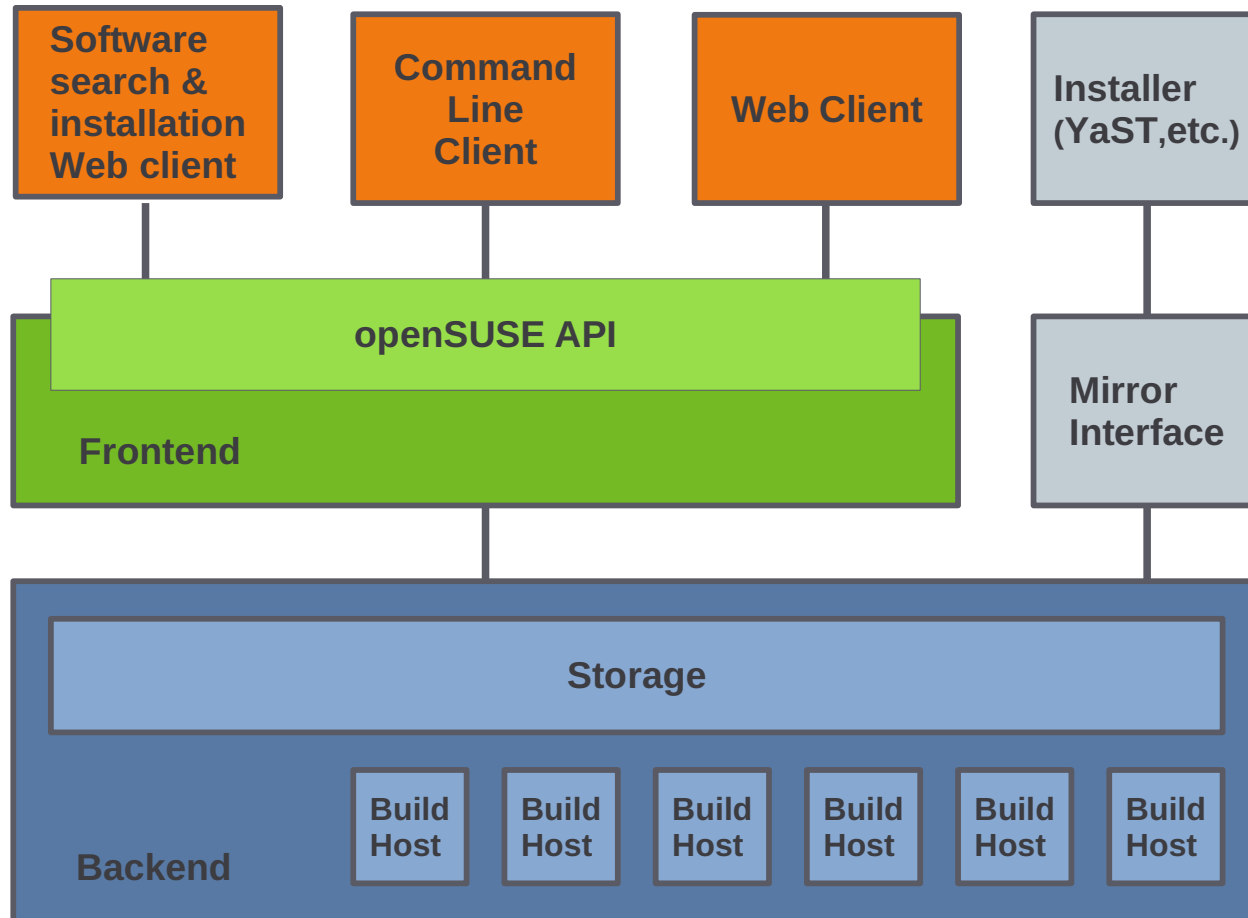 Software
search &
installation
Web client
Command
Line
Client
Web Client
Installer
(YaST,etc.)
openSUSE API
Frontend
Mirror
Interface
Storage
Build
Host
Build
Host
Build
Host
Build
Host
Build
Host
Build
Host
Backend